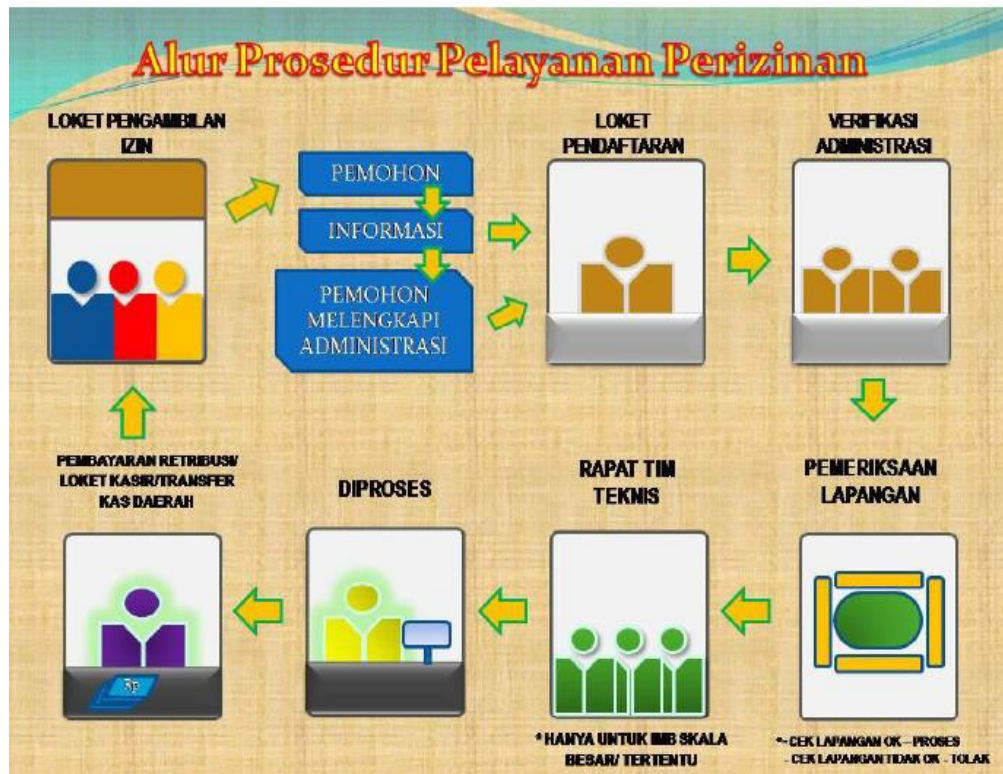 Alur Prosedur Pelayanan Perizinan
LOKET PENGAMBILAN
IZIN
PEMOHON
INFORMASI
PEMOHON
MELENGKAPI
ADMINISTRASI
LOKET
PENDAFTARAN
VERIFIKASI
ADMINISTRASI
PEMBAYARAN RETRIBUSI/
LOKET KASIR/TRANSFER
KAS DAERAH
DIPROSES
RAPAT TIM
TEKNIS
PEMERIKSAAN
LAPANGAN
Rp
* HANYA UNTUK IMB SKALA
BESAR/ TERTENTU
*- CEK LAPANGAN OK – PROSES
- CEK LAPANGAN TIDAK OK - TOLAK